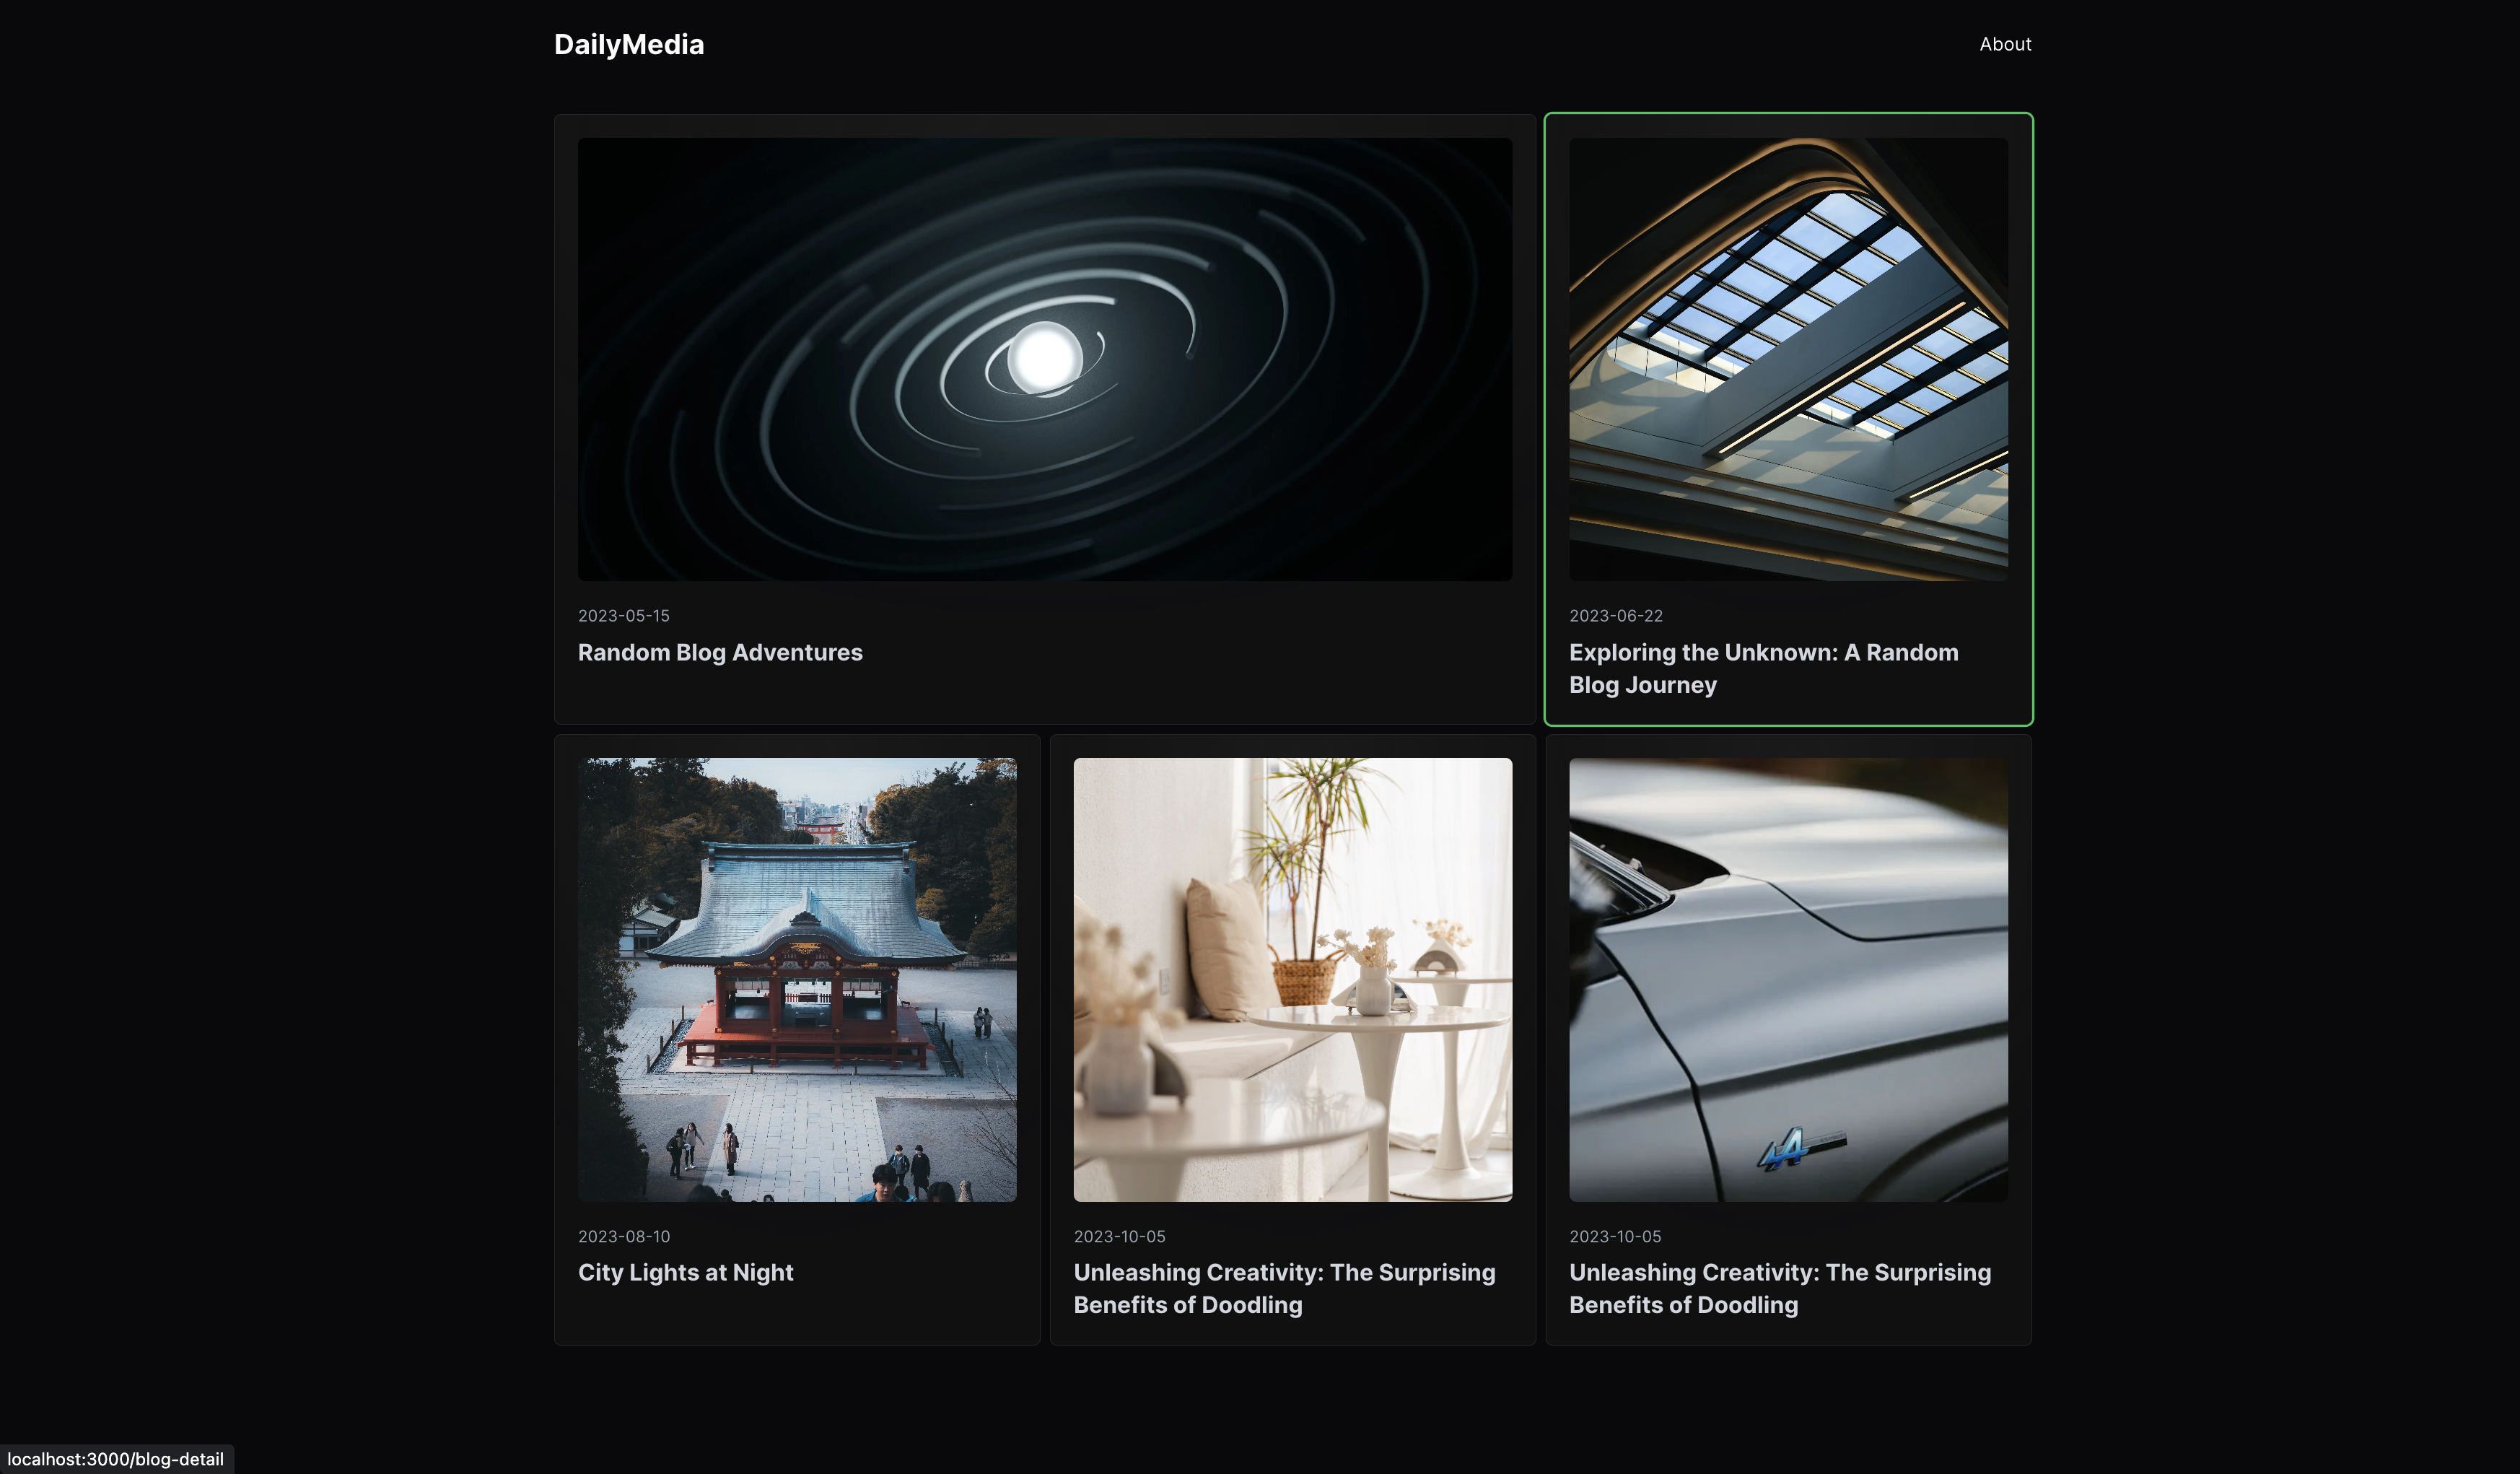 DailyMedia
About
2023-05-15
Random Blog Adventures
2023-06-22
Exploring the Unknown: A Random
Blog Journey
2023-08-10
City Lights at Night
2023-10-05
Unleashing Creativity: The Surprising
Benefits of Doodling
2023-10-05
Unleashing Creativity: The Surprising
Benefits of Doodling
localhost:3000/blog-detail